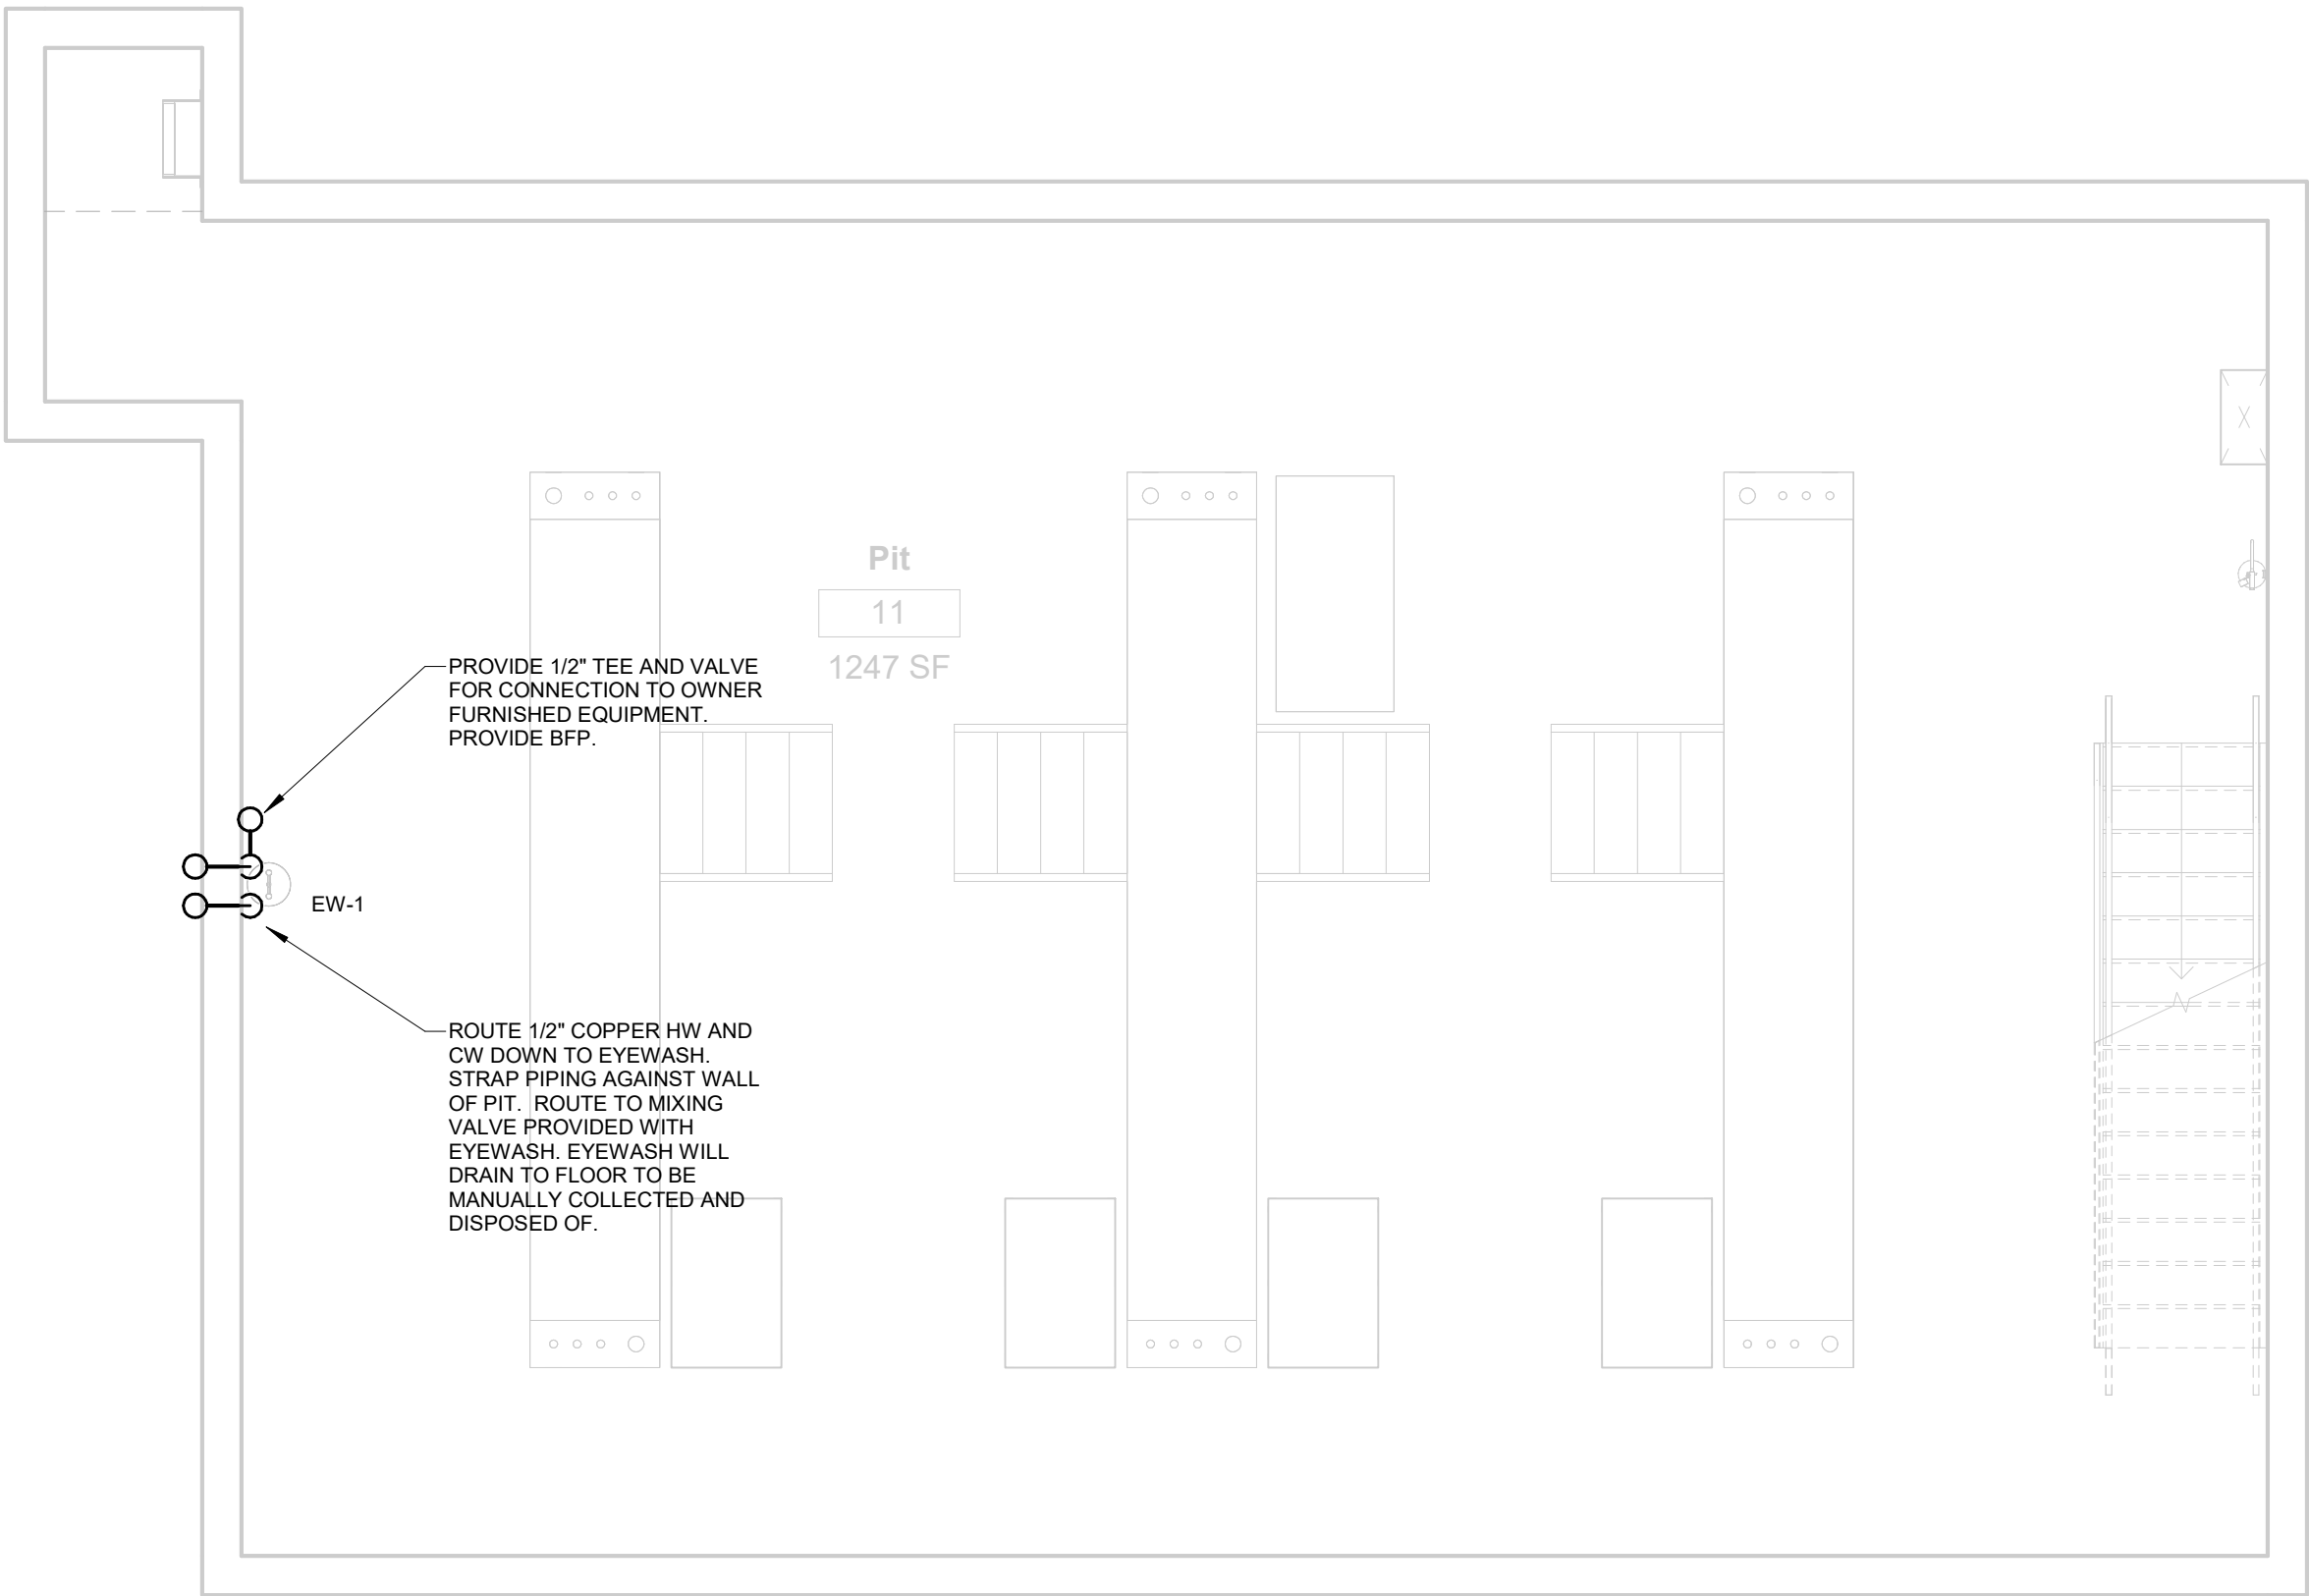 Pit
11
1247 SF
PROVIDE 1/2" TEE AND VALVE
FOR CONNECTION TO OWNER
FURNISHED EQUIPMENT.
PROVIDE BFP.
EW-1
ROUTE 1/2" COPPER HW AND
CW DOWN TO EYEWASH.
STRAP PIPING AGAINST WALL
OF PIT.  ROUTE TO MIXING
VALVE PROVIDED WITH
EYEWASH. EYEWASH WILL
DRAIN TO FLOOR TO BE
MANUALLY COLLECTED AND
DISPOSED OF.